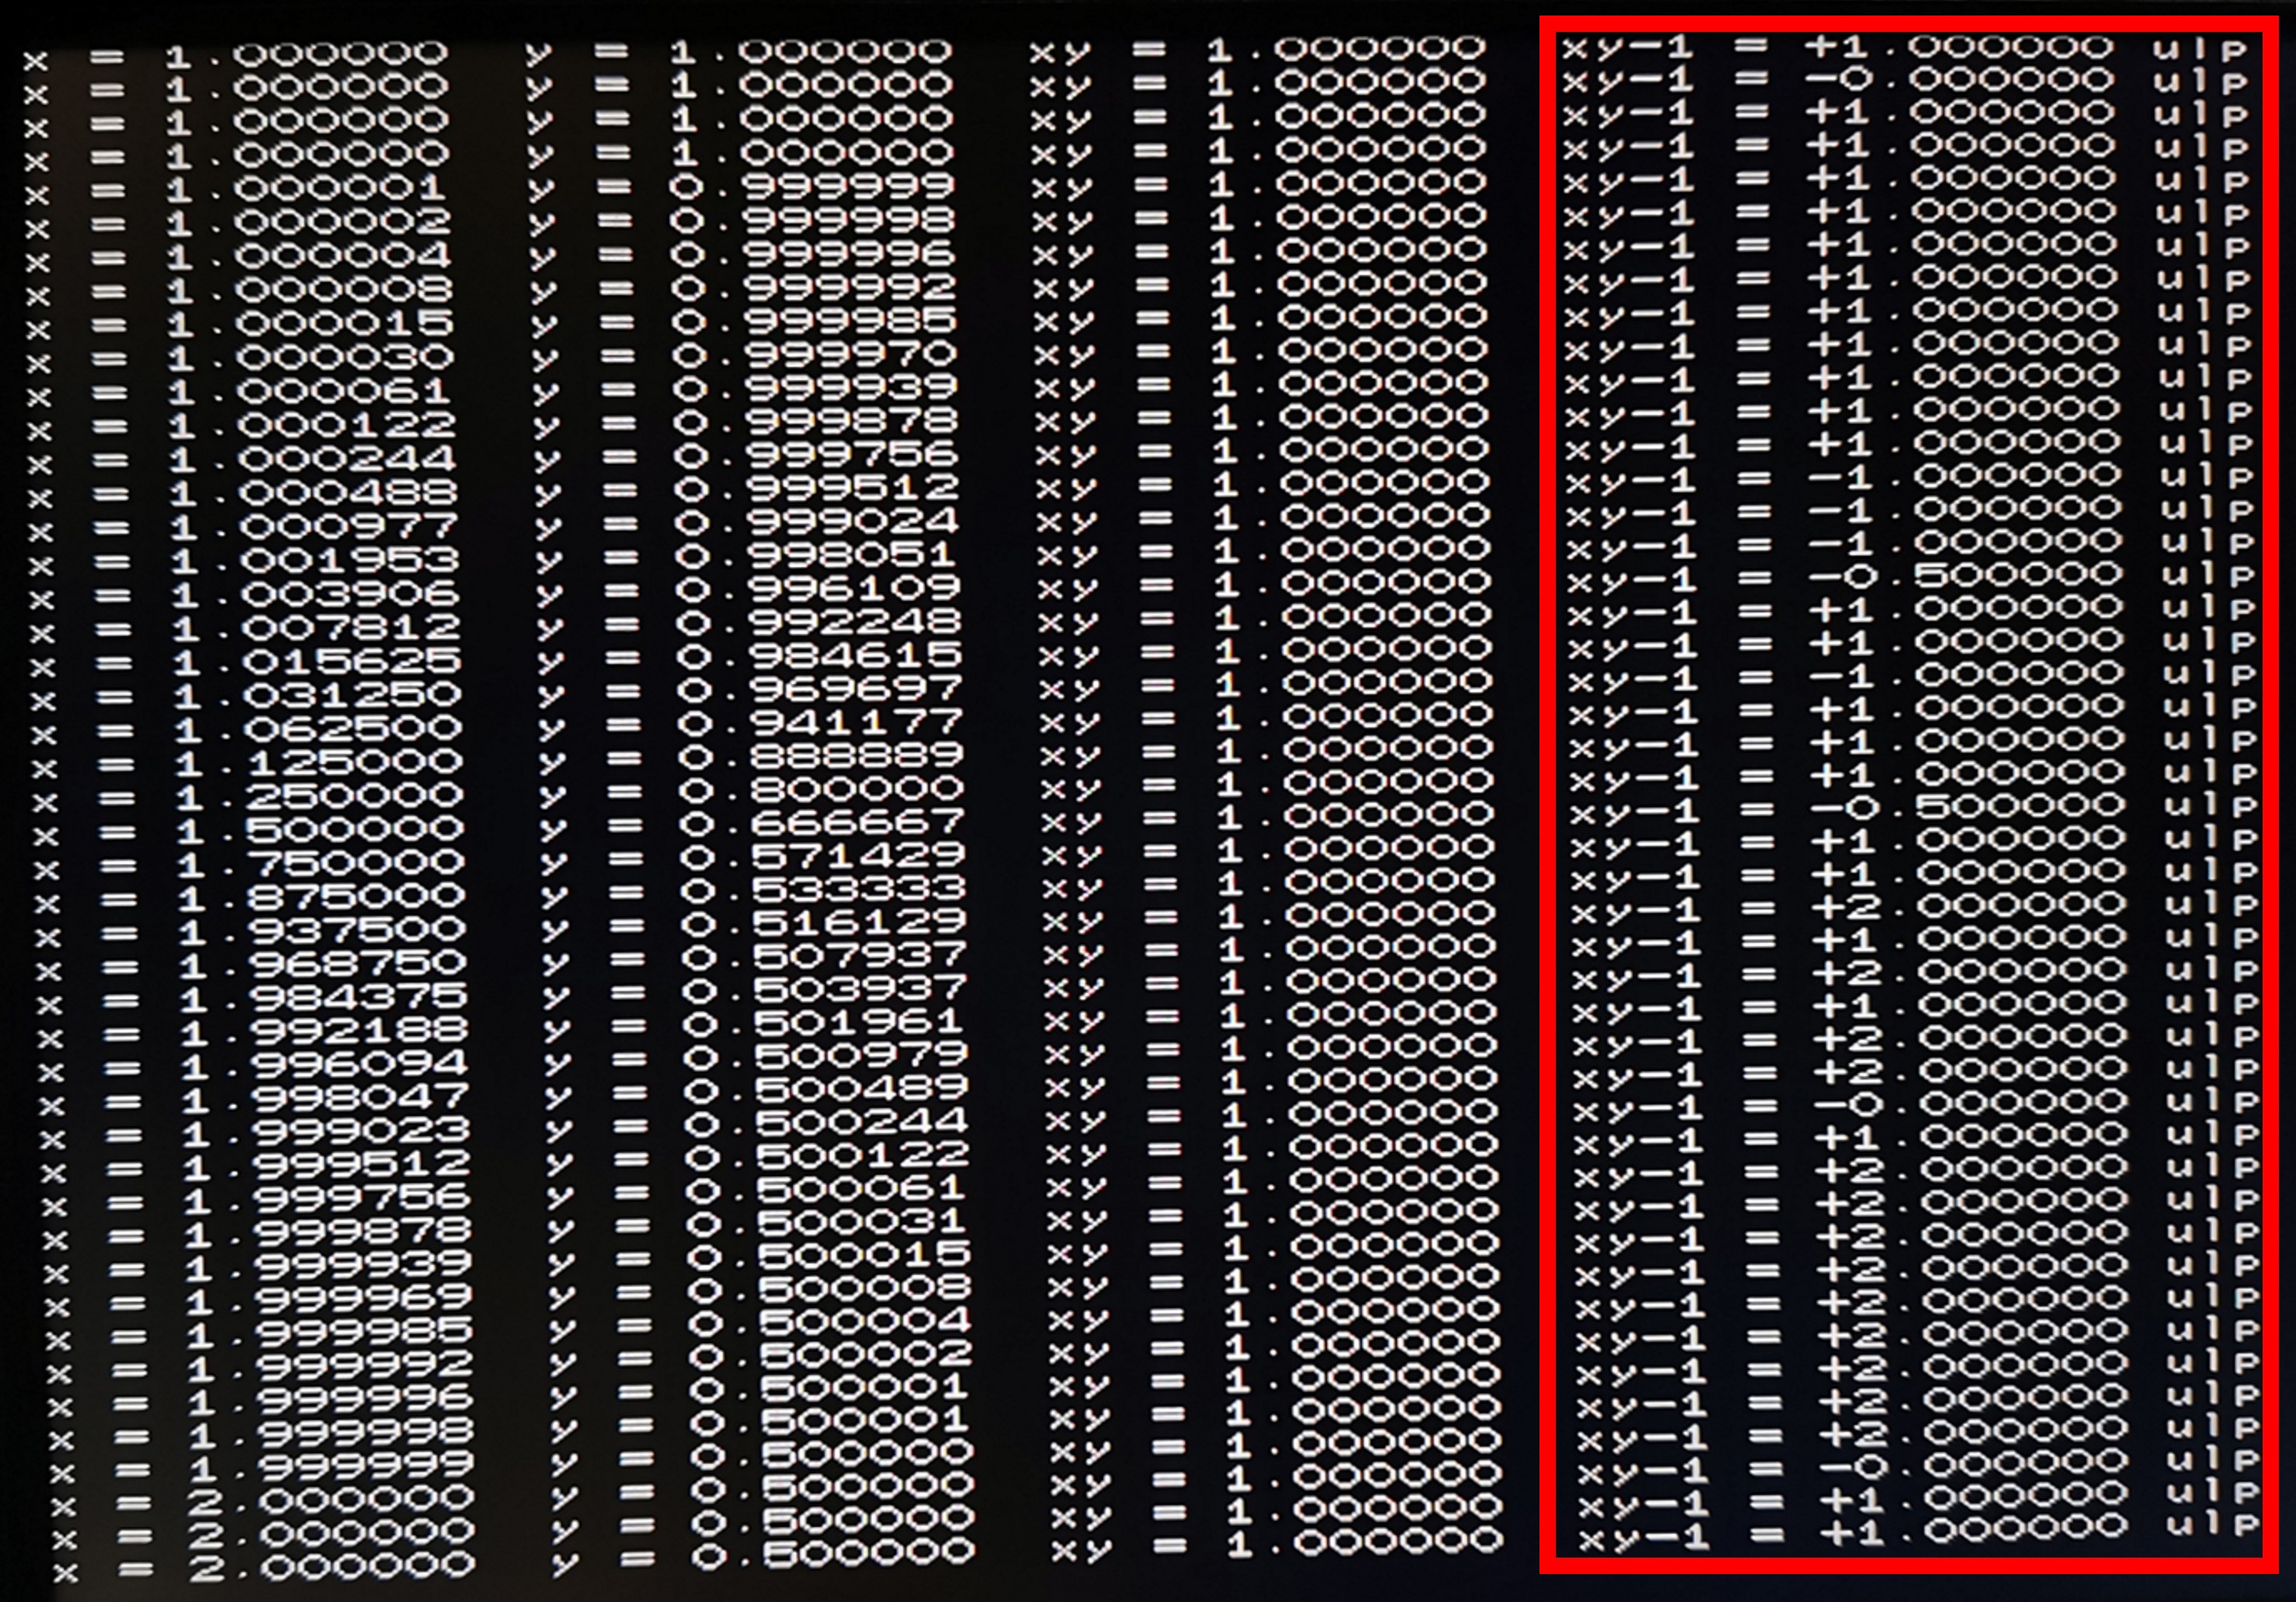 x = 1.000000 y = 1.000000 xy = 1.000000 xy-1 = +1.000000 ulp
x = 1.000000 y = 1.000000 xy = 1.000000 xy-1 = -0.000000 ulp
x = 1.000000 y = 1.000000 xy = 1.000000 xy-1 = +1.000000 ulp
x = 1.000000 y = 1.000000 xy = 1.000000 xy-1 = +1.000000 ulp
x = 1.000001 y = 0.999999 xy = 1.000000 xy-1 = +1.000000 ulp
x = 1.000002 y = 0.999998 xy = 1.000000 xy-1 = +1.000000 ulp
x = 1.000004 y = 0.999996 xy = 1.000000 xy-1 = +1.000000 ulp
x = 1.000008 y = 0.999992 xy = 1.000000 xy-1 = +1.000000 ulp
x = 1.000015 y = 0.999985 xy = 1.000000 xy-1 = +1.000000 ulp
x = 1.000030 y = 0.999970 xy = 1.000000 xy-1 = +1.000000 ulp
x = 1.000061 y = 0.999939 xy = 1.000000 xy-1 = +1.000000 ulp
x = 1.000122 y = 0.999878 xy = 1.000000 xy-1 = +1.000000 ulp
x = 1.000244 y = 0.999756 xy = 1.000000 xy-1 = +1.000000 ulp
x = 1.000488 y = 0.999512 xy = 1.000000 xy-1 = -1.000000 ulp
x = 1.000977 y = 0.999024 xy = 1.000000 xy-1 = -1.000000 ulp
x = 1.001953 y = 0.998051 xy = 1.000000 xy-1 = -1.000000 ulp
x = 1.003906 y = 0.996109 xy = 1.000000 xy-1 = -0.500000 ulp
x = 1.007812 y = 0.992248 xy = 1.000000 xy-1 = +1.000000 ulp
x = 1.015625 y = 0.984615 xy = 1.000000 xy-1 = +1.000000 ulp
x = 1.031250 y = 0.969697 xy = 1.000000 xy-1 = -1.000000 ulp
x = 1.062500 y = 0.941177 xy = 1.000000 xy-1 = +1.000000 ulp
x = 1.125000 y = 0.888889 xy = 1.000000 xy-1 = +1.000000 ulp
x = 1.250000 y = 0.800000 xy = 1.000000 xy-1 = +1.000000 ulp
x = 1.500000 y = 0.666667 xy = 1.000000 xy-1 = -0.500000 ulp
x = 1.750000 y = 0.571429 xy = 1.000000 xy-1 = +1.000000 ulp
x = 1.875000 y = 0.533333 xy = 1.000000 xy-1 = +1.000000 ulp
x = 1.937500 y = 0.516129 xy = 1.000000 xy-1 = +2.000000 ulp
x = 1.968750 y = 0.507937 xy = 1.000000 xy-1 = +1.000000 ulp
x = 1.984375 y = 0.503937 xy = 1.000000 xy-1 = +2.000000 ulp
x = 1.992188 y = 0.501961 xy = 1.000000 xy-1 = +1.000000 ulp
x = 1.996094 y = 0.500979 xy = 1.000000 xy-1 = +2.000000 ulp
x = 1.998047 y = 0.500489 xy = 1.000000 xy-1 = +2.000000 ulp
x = 1.999023 y = 0.500244 xy = 1.000000 xy-1 = -0.000000 ulp
x = 1.999512 y = 0.500122 xy = 1.000000 xy-1 = +1.000000 ulp
x = 1.999756 y = 0.500061 xy = 1.000000 xy-1 = +2.000000 ulp
x = 1.999878 y = 0.500031 xy = 1.000000 xy-1 = +2.000000 ulp
x = 1.999939 y = 0.500015 xy = 1.000000 xy-1 = +2.000000 ulp
x = 1.999969 y = 0.500008 xy = 1.000000 xy-1 = +2.000000 ulp
x = 1.999985 y = 0.500004 xy = 1.000000 xy-1 = +2.000000 ulp
x = 1.999992 y = 0.500002 xy = 1.000000 xy-1 = +2.000000 ulp
x = 1.999996 y = 0.500001 xy = 1.000000 xy-1 = +2.000000 ulp
x = 1.999998 y = 0.500001 xy = 1.000000 xy-1 = +2.000000 ulp
x = 1.999999 y = 0.500000 xy = 1.000000 xy-1 = +2.000000 ulp
x = 2.000000 y = 0.500000 xy = 1.000000 xy-1 = -0.000000 ulp
x = 2.000000 y = 0.500000 xy = 1.000000 xy-1 = +1.000000 ulp
x = 2.000000 y = 0.500000 xy = 1.000000 xy-1 = +1.000000 ulp